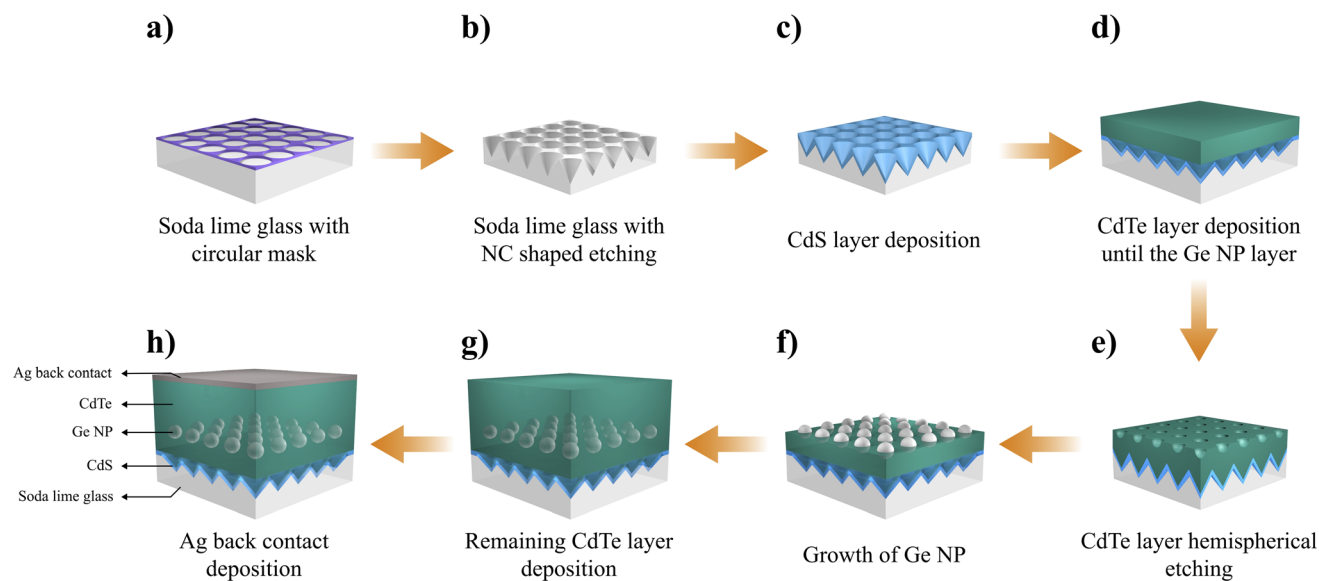 a)
b)
c)
d)
Soda lime glass with
circular mask
Soda lime glass with
NC shaped etching
CdS layer deposition
CdTe layer deposition
until the Ge NP layer
h)
g)
f)
e)
Ag back contact
CdTe
Ge NP
CdS
Soda lime glass
Ag back contact
deposition
Remaining CdTe layer
deposition
Growth of Ge NP
CdTe layer hemispherical
etching